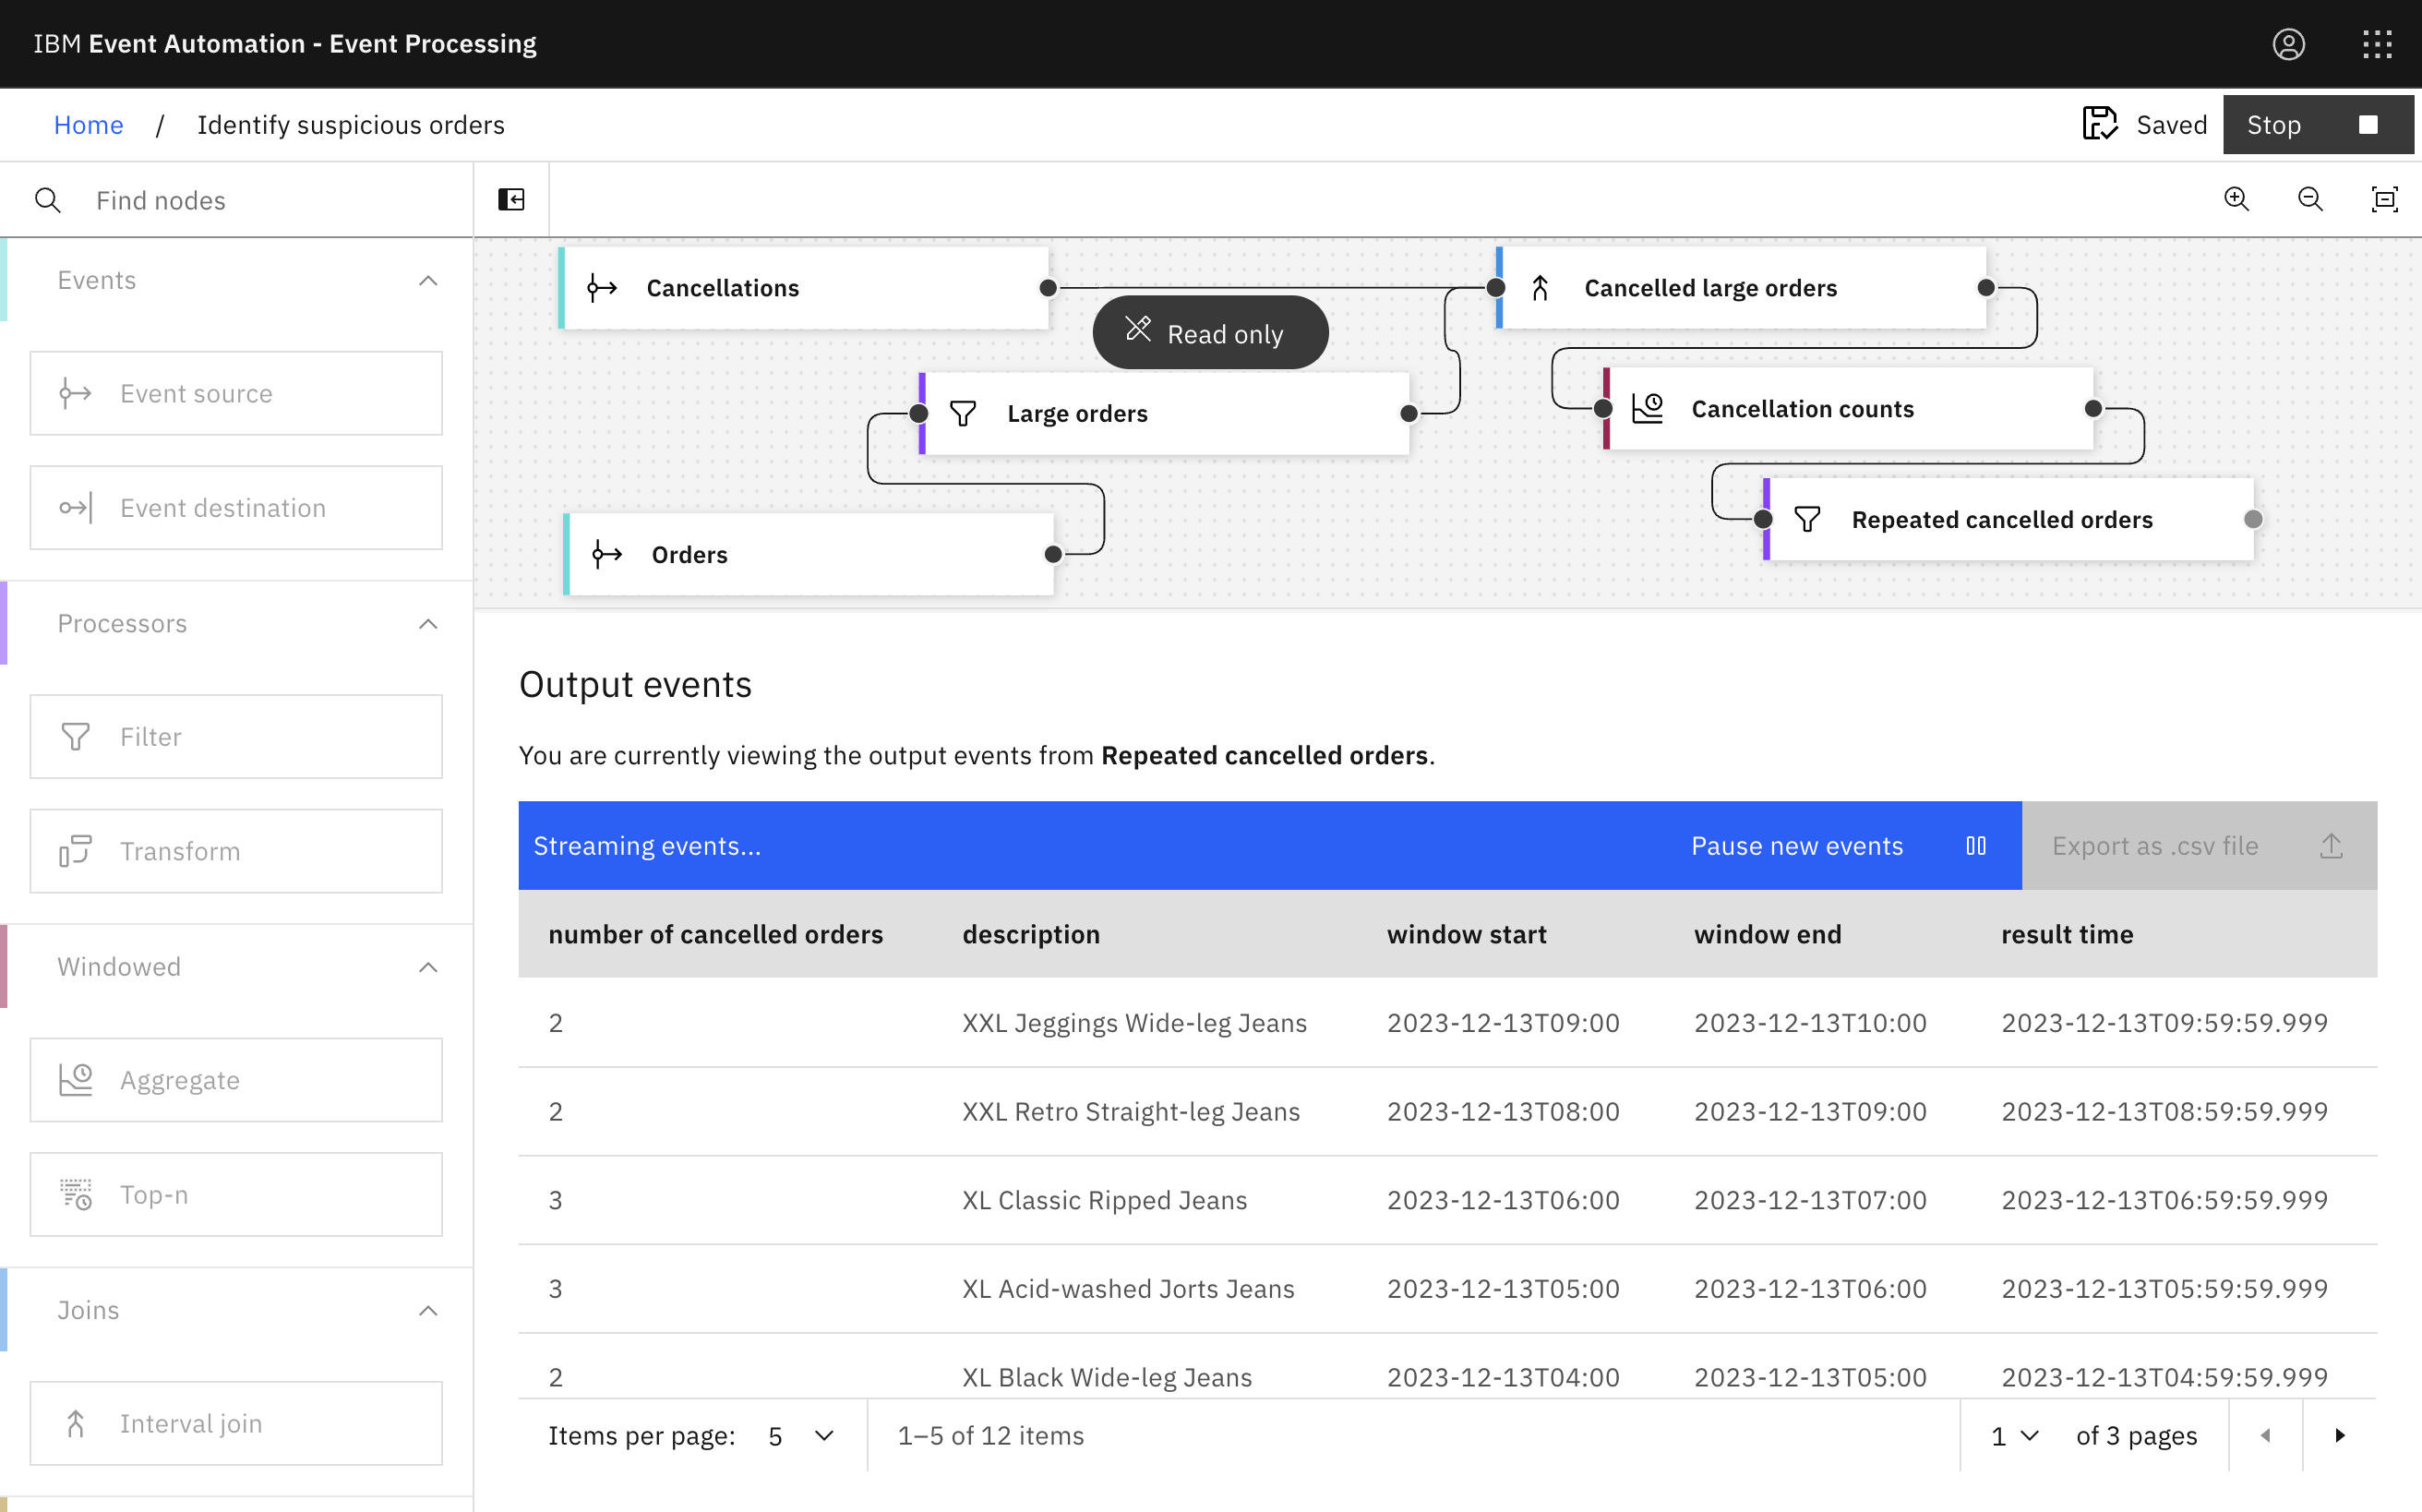 IBM Event Automation - Event Processing
Home / Identify suspicious orders
Saved
Stop
Find nodes
Events
Event source
Event destination
Processors
Filter
Transform
Windowed
Aggregate
Top-n
Joins
Interval join
Cancellations
Cancelled large orders
Read only
Large orders
Cancellation counts
Repeated cancelled orders
Orders
Output events
You are currently viewing the output events from Repeated cancelled orders.
Streaming events...
Pause new events
Export as .csv file
number of cancelled orders description window start window end result time
2 XXL Jeggings Wide-leg Jeans 2023-12-13T09:00 2023-12-13T10:00 2023-12-13T09:59:59.999
2 XXL Retro Straight-leg Jeans 2023-12-13T08:00 2023-12-13T09:00 2023-12-13T08:59:59.999
3 XL Classic Ripped Jeans 2023-12-13T06:00 2023-12-13T07:00 2023-12-13T06:59:59.999
3 XL Acid-washed Jorts Jeans 2023-12-13T05:00 2023-12-13T06:00 2023-12-13T05:59:59.999
2 XL Black Wide-leg Jeans 2023-12-13T04:00 2023-12-13T05:00 2023-12-13T04:59:59.999
Items per page: 5 1–5 of 12 items 1 of 3 pages